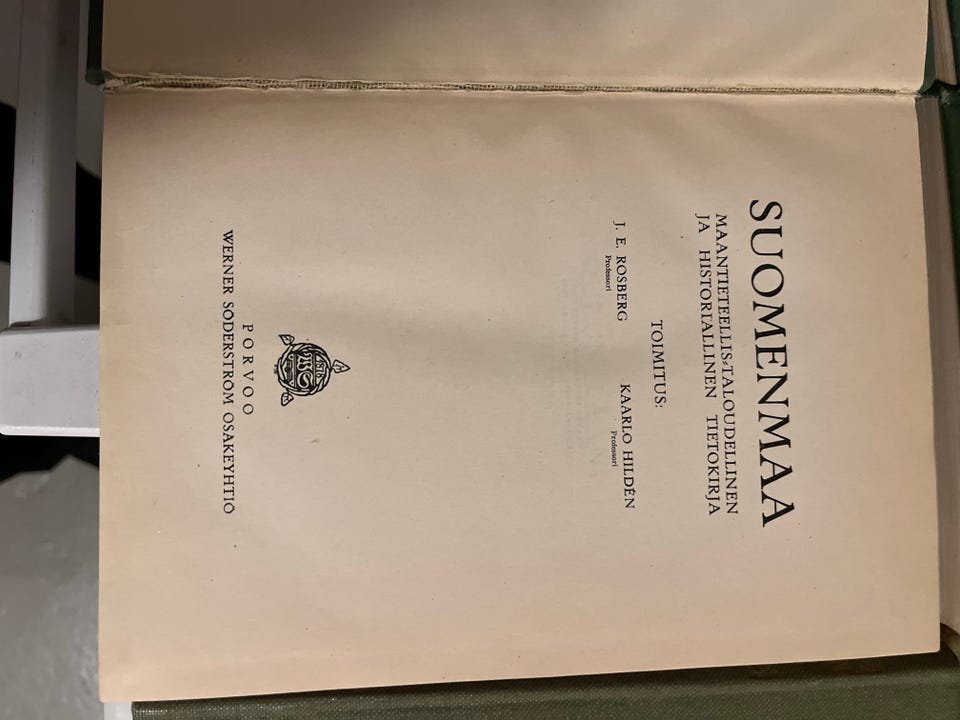 SUOMENMAA
MAANTIETEELLIS-TALOUDELLINEN
JA HISTORIALLINEN TIETOKIRJA
TOIMITUS:
J. E. ROSBERG
Professori
KAARLO HILDÉN
Professori
PORVOO
WERNER SÖDERSTRÖM OSAKEYHTIÖ